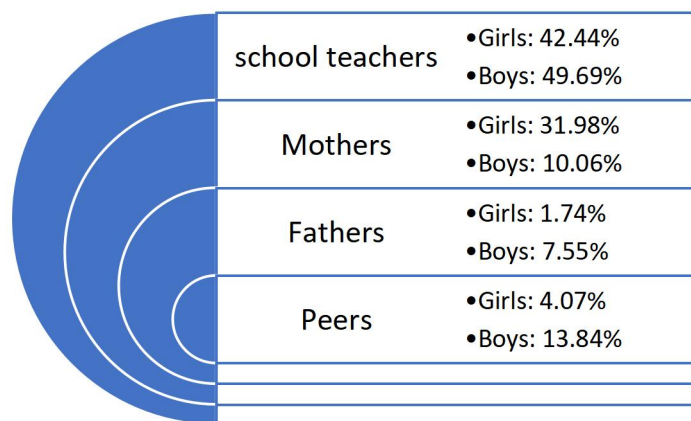 school teachers
•Girls: 42.44%
•Boys: 49.69%
Mothers
•Girls: 31.98%
•Boys: 10.06%
Fathers
•Girls: 1.74%
•Boys: 7.55%
Peers
•Girls: 4.07%
•Boys: 13.84%